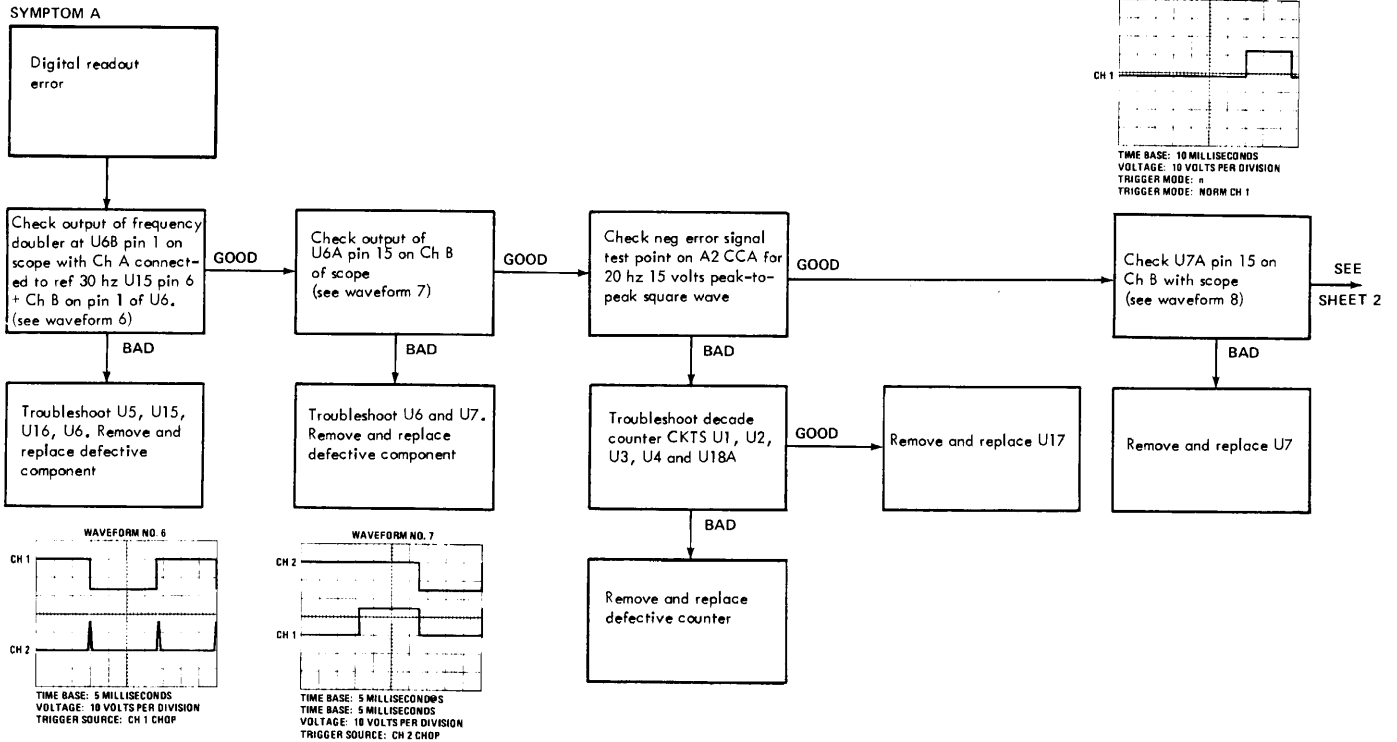 SYMPTOM A
Digital readout
error
Check output of frequency
doubler at U6B pin 1 on
scope with Ch A connect-
ed to ref 30 hz U15 pin 6
+ Ch B on pin 1 of U6.
(see waveform 6)
GOOD
BAD
Troubleshoot U5, U15,
U16, U6. Remove and
replace defective
component
WAVEFORM NO. 6
CH 1
CH 2
TIME BASE: 5 MILLISECONDS
VOLTAGE: 10 VOLTS PER DIVISION
TRIGGER SOURCE: CH 1 CHOP
Check output of
U6A pin 15 on Ch B
of scope
(see waveform 7)
GOOD
BAD
Troubleshoot U6 and U7.
Remove and replace
defective component
WAVEFORM NO. 7
CH 2
CH 1
TIME BASE: 5 MILLISECONDØS
TIME BASE: 5 MILLISECONDS
VOLTAGE: 10 VOLTS PER DIVISION
TRIGGER SOURCE: CH 2 CHOP
Check neg error signal
test point on A2 CCA for
20 hz 15 volts peak-to-
peak square wave
GOOD
BAD
Troubleshoot decade
counter CKTS U1, U2,
U3, U4 and U18A
GOOD
Remove and replace U17
BAD
Remove and replace
defective counter
CH 1
TIME BASE: 10 MILLISECONDS
VOLTAGE: 10 VOLTS PER DIVISION
TRIGGER MODE: n
TRIGGER MODE: NORM CH 1
Check U7A pin 15 on
Ch B with scope
(see waveform 8)
SEE
SHEET 2
BAD
Remove and replace U7